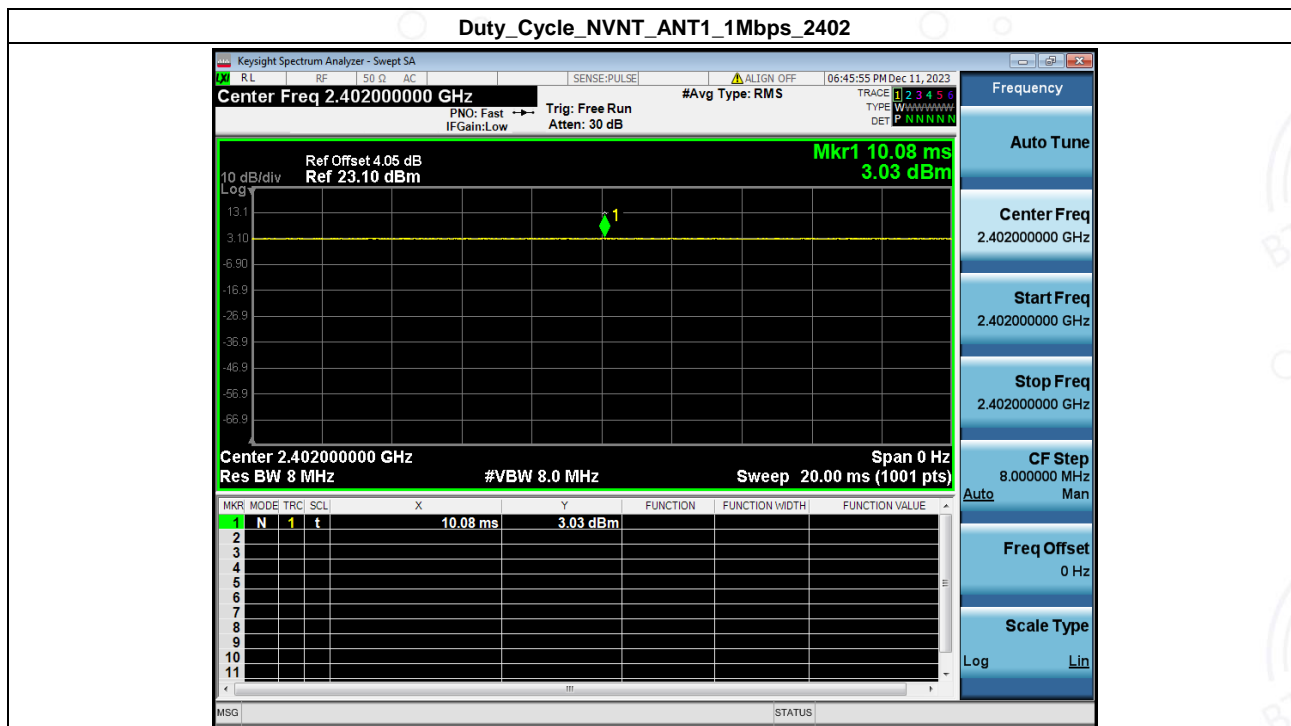 Duty_Cycle_NVNT_ANT1_1Mbps_2402
Keysight Spectrum Analyzer - Swept SA
LXI RL RF 50 Ω AC SENSE:PULSE ALIGN OFF 06:45:55 PM Dec 11, 2023
Center Freq 2.402000000 GHz
PNO: Fast
IFGain:Low
Trig: Free Run
Atten: 30 dB
#Avg Type: RMS
TRACE 1 2 3 4 5 6
TYPE WWWWWW
DET P N N N N N
Mkr1 10.08 ms
3.03 dBm
Ref Offset 4.05 dB
10 dB/div Ref 23.10 dBm
Log
13.1
3.10
-6.90
-16.9
-26.9
-36.9
-46.9
-56.9
-66.9
1
Center 2.402000000 GHz Span 0 Hz
Res BW 8 MHz #VBW 8.0 MHz Sweep 20.00 ms (1001 pts)
MKR MODE TRC SCL X Y FUNCTION FUNCTION WIDTH FUNCTION VALUE
1 N 1 t 10.08 ms 3.03 dBm
2
3
4
5
6
7
8
9
10
11
MSG STATUS
Frequency
Auto Tune
Center Freq
2.402000000 GHz
Start Freq
2.402000000 GHz
Stop Freq
2.402000000 GHz
CF Step
8.000000 MHz
Auto Man
Freq Offset
0 Hz
Scale Type
Log Lin